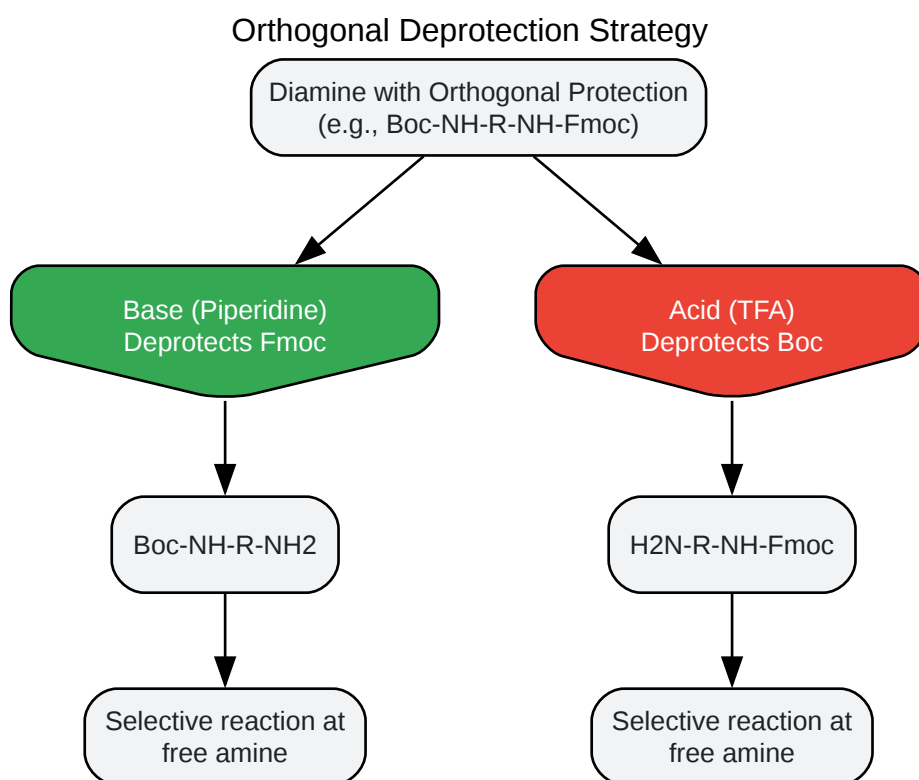 Orthogonal Deprotection Strategy
Diamine with Orthogonal Protection
(e.g., Boc-NH-R-NH-Fmoc)
Base (Piperidine)
Deprotects Fmoc
Acid (TFA)
Deprotects Boc
Boc-NH-R-NH2
H2N-R-NH-Fmoc
Selective reaction at
free amine
Selective reaction at
free amine